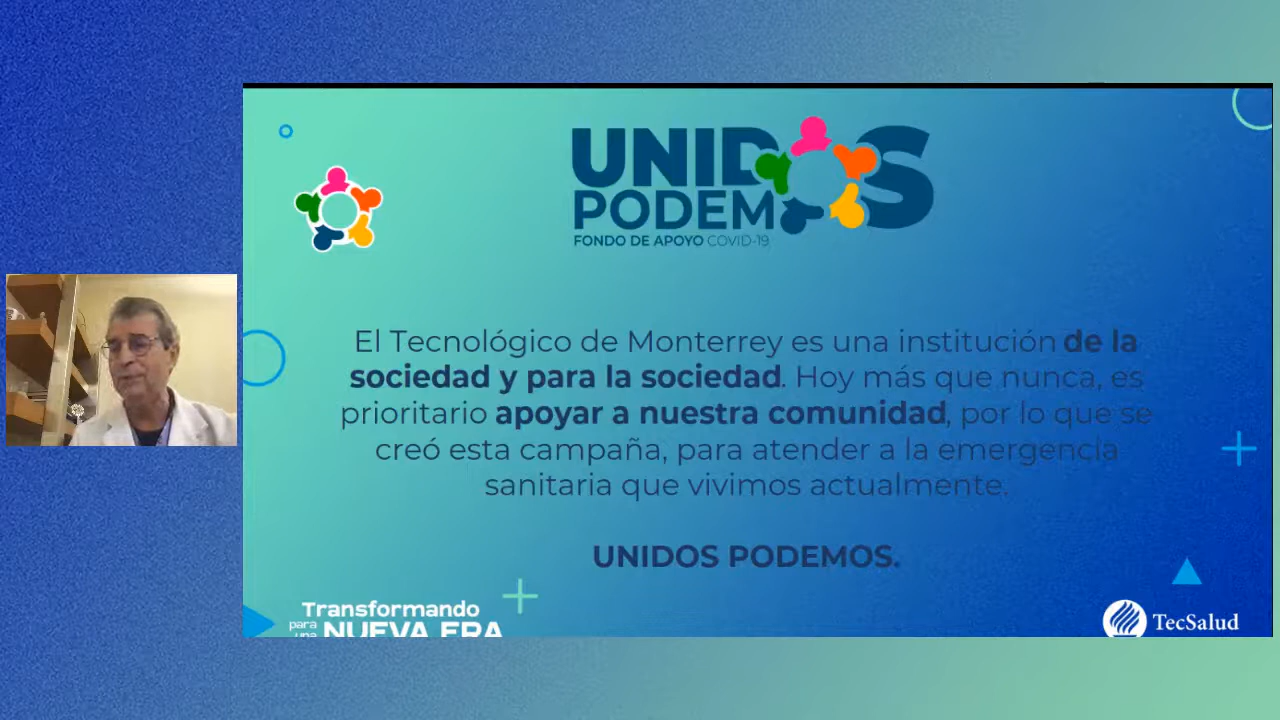 UNIDOS
PODEMOS
FONDO DE APOYO COVID-19
El Tecnológico de Monterrey es una institución de la
sociedad y para la sociedad. Hoy más que nunca, es
prioritario apoyar a nuestra comunidad, por lo que se
creó esta campaña, para atender a la emergencia
sanitaria que vivimos actualmente.
UNIDOS PODEMOS.
Transformando
para
una NUEVA ERA
TecSalud